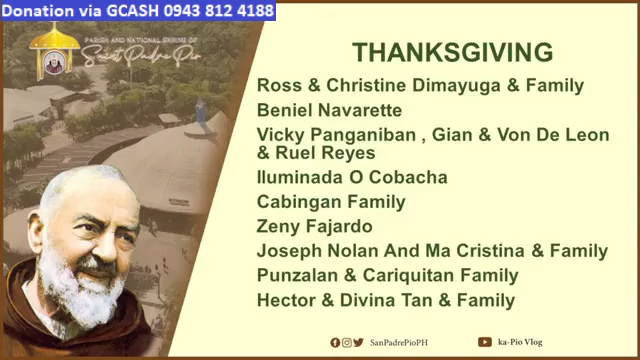 Donation via GCASH 0943 812 4188
PARISH AND NATIONAL SHRINE OF
Saint Padre Pio
THANKSGIVING
Ross & Christine Dimayuga & Family
Beniel Navarette
Vicky Panganiban , Gian & Von De Leon
& Ruel Reyes
Iluminada O Cobacha
Cabingan Family
Zeny Fajardo
Joseph Nolan And Ma Cristina & Family
Punzalan & Cariquitan Family
Hector & Divina Tan & Family
SanPadrePioPH
ka-Pio Vlog